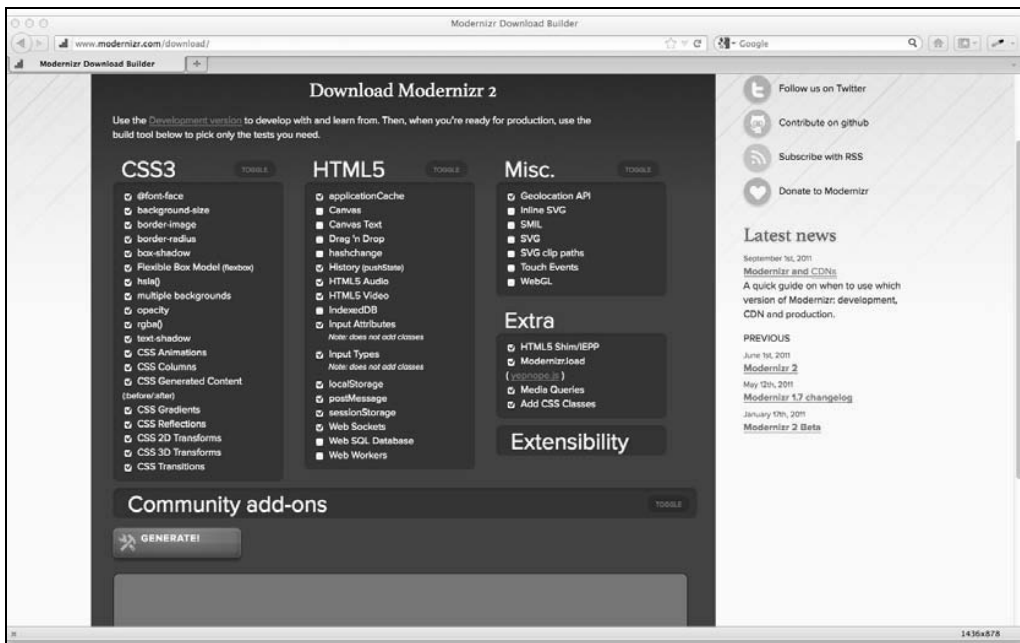 Modernizr Download Builder
www.modernizr.com/download/
Google
Modernizr Download Builder
Download Modernizr 2
Use the Development version to develop with and learn from. Then, when you're ready for production, use the
build tool below to pick only the tests you need.
CSS3
TOGGLE
@font-face
background-size
border-image
border-radius
box-shadow
Flexible Box Model (flexbox)
hsla()
multiple backgrounds
opacity
rgba()
text-shadow
CSS Animations
CSS Columns
CSS Generated Content
(:before/:after)
CSS Gradients
CSS Reflections
CSS 2D Transforms
CSS 3D Transforms
CSS Transitions
HTML5
TOGGLE
applicationCache
Canvas
Canvas Text
Drag 'n Drop
hashchange
History (pushState)
HTML5 Audio
HTML5 Video
IndexedDB
Input Attributes
Note: does not add classes
Input Types
Note: does not add classes
localStorage
postMessage
sessionStorage
Web Sockets
Web SQL Database
Web Workers
Misc.
TOGGLE
Geolocation API
Inline SVG
SMIL
SVG
SVG clip paths
Touch Events
WebGL
Extra
HTML5 Shim/IEPP
Modernizr.load
(yepnope.js)
Media Queries
Add CSS Classes
Extensibility
Community add-ons
TOGGLE
GENERATE!
Follow us on Twitter
Contribute on github
Subscribe with RSS
Donate to Modernizr
Latest news
September 1st, 2011
Modernizr and CDNs
A quick guide on when to use which
version of Modernizr: development,
CDN and production.
PREVIOUS
June 1st, 2011
Modernizr 2
May 12th, 2011
Modernizr 1.7 changelog
January 17th, 2011
Modernizr 2 Beta
1436x878